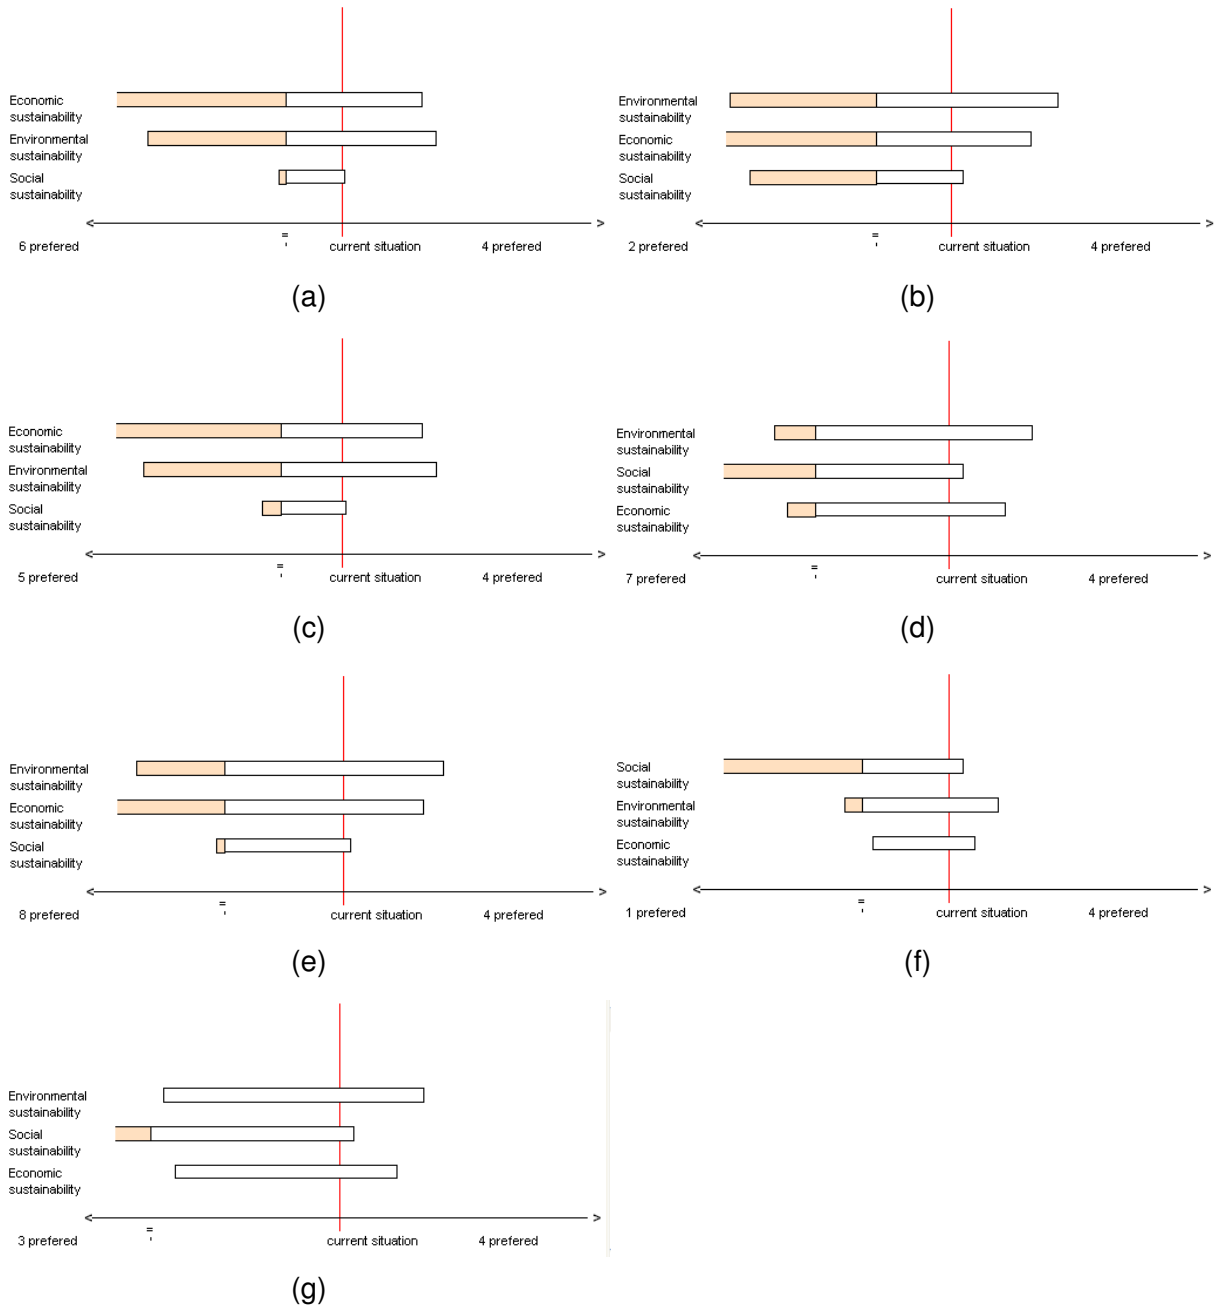 Economic
sustainability
Environmental
sustainability
Social
sustainability
=
6 prefered current situation 4 prefered
(a)
Environmental
sustainability
Economic
sustainability
Social
sustainability
=
2 prefered current situation 4 prefered
(b)
Economic
sustainability
Environmental
sustainability
Social
sustainability
=
5 prefered current situation 4 prefered
(c)
Environmental
sustainability
Social
sustainability
Economic
sustainability
=
7 prefered current situation 4 prefered
(d)
Environmental
sustainability
Economic
sustainability
Social
sustainability
=
8 prefered current situation 4 prefered
(e)
Social
sustainability
Environmental
sustainability
Economic
sustainability
=
1 prefered current situation 4 prefered
(f)
Environmental
sustainability
Social
sustainability
Economic
sustainability
=
3 prefered current situation 4 prefered
(g)